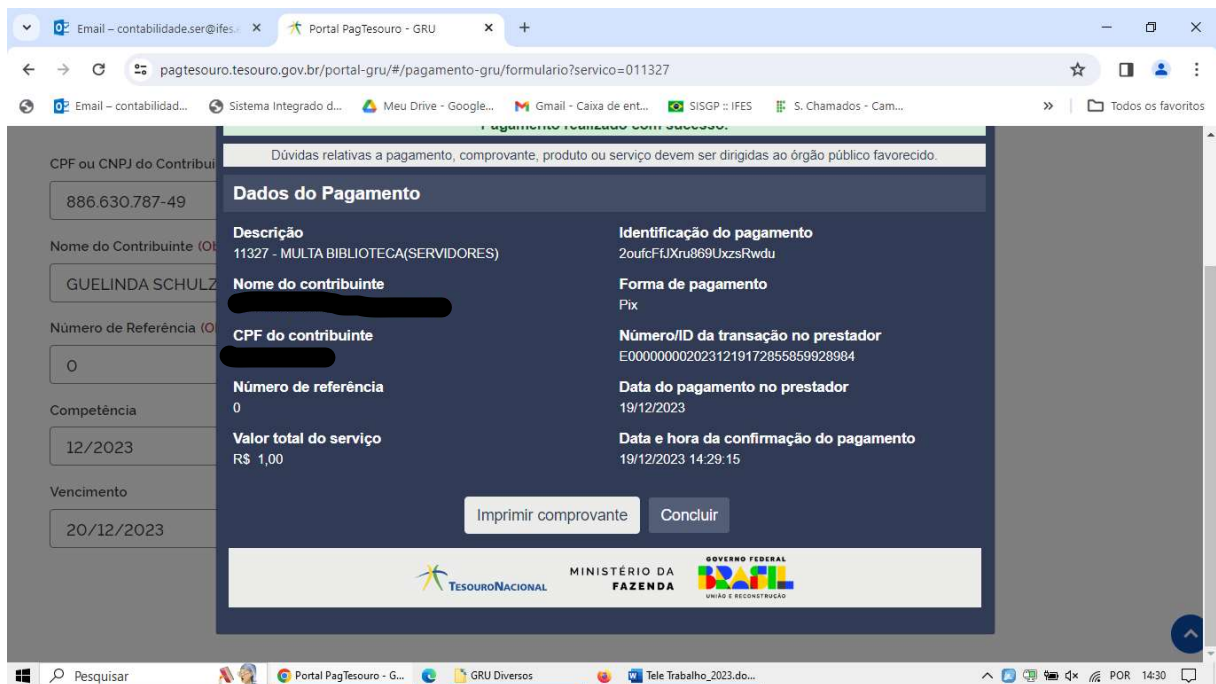 Email – contabilidade.ser@ifes.
Portal PagTesouro - GRU
pagtesouro.tesouro.gov.br/portal-gru/#/pagamento-gru/formulario?servico=011327
Email – contabilidad...
Sistema Integrado d...
Meu Drive - Google...
Gmail - Caixa de ent...
SISGP :: IFES
S. Chamados - Cam...
Todos os favoritos
Pagamento realizado com sucesso.
Dúvidas relativas a pagamento, comprovante, produto ou serviço devem ser dirigidas ao órgão público favorecido.
CPF ou CNPJ do Contribui
886.630.787-49
Nome do Contribuinte (Ob
GUELINDA SCHULZ
Número de Referência (O
0
Competência
12/2023
Vencimento
20/12/2023
Dados do Pagamento
Descrição
11327 - MULTA BIBLIOTECA(SERVIDORES)
Nome do contribuinte
CPF do contribuinte
Número de referência
0
Valor total do serviço
R$ 1,00
Identificação do pagamento
2oufcFfJXru869UxzsRwdu
Forma de pagamento
Pix
Número/ID da transação no prestador
E00000000202312191728558599​28984
Data do pagamento no prestador
19/12/2023
Data e hora da confirmação do pagamento
19/12/2023 14:29:15
Imprimir comprovante
Concluir
TESOURONACIONAL
MINISTÉRIO DA
FAZENDA
GOVERNO FEDERAL
BRASIL
UNIÃO E RECONSTRUÇÃO
Pesquisar
Portal PagTesouro - G...
GRU Diversos
Tele Trabalho_2023.do...
POR
14:30